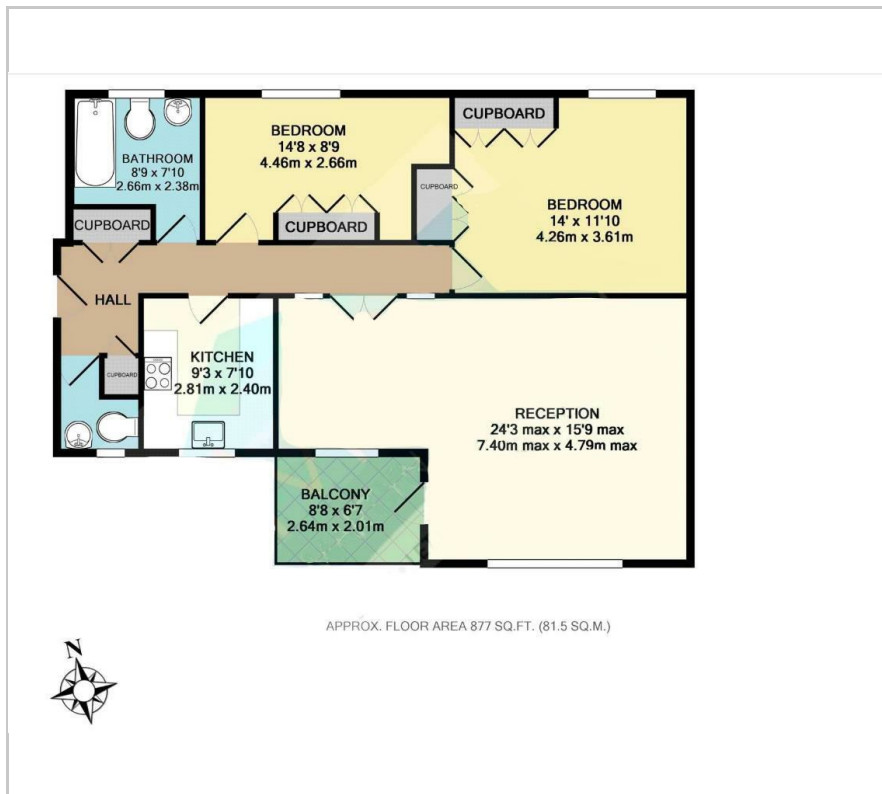 BATHROOM
8'9 x 7'10
2.66m x 2.38m
BEDROOM
14'8 x 8'9
4.46m x 2.66m
CUPBOARD
CUPBOARD
BEDROOM
14' x 11'10
4.26m x 3.61m
CUPBOARD
CUPBOARD
HALL
KITCHEN
9'3 x 7'10
2.81m x 2.40m
CUPBOARD
RECEPTION
24'3 max x 15'9 max
7.40m max x 4.79m max
BALCONY
8'8 x 6'7
2.64m x 2.01m
APPROX. FLOOR AREA 877 SQ.FT. (81.5 SQ.M.)
N